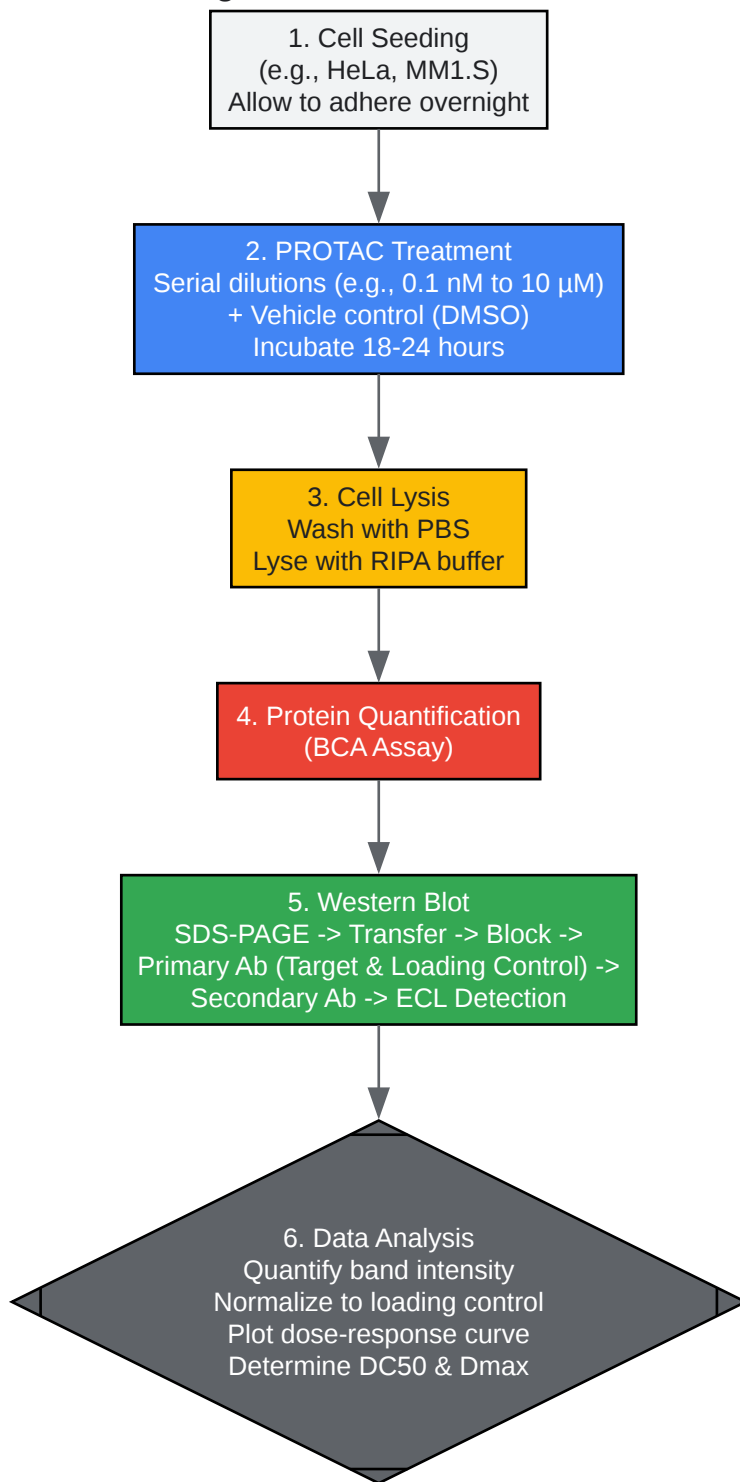 1. Cell Seeding
(e.g., HeLa, MM1.S)
Allow to adhere overnight
2. PROTAC Treatment
Serial dilutions (e.g., 0.1 nM to 10 µM)
+ Vehicle control (DMSO)
Incubate 18-24 hours
3. Cell Lysis
Wash with PBS
Lyse with RIPA buffer
4. Protein Quantification
(BCA Assay)
5. Western Blot
SDS-PAGE -> Transfer -> Block ->
Primary Ab (Target & Loading Control) ->
Secondary Ab -> ECL Detection
6. Data Analysis
Quantify band intensity
Normalize to loading control
Plot dose-response curve
Determine DC50 & Dmax